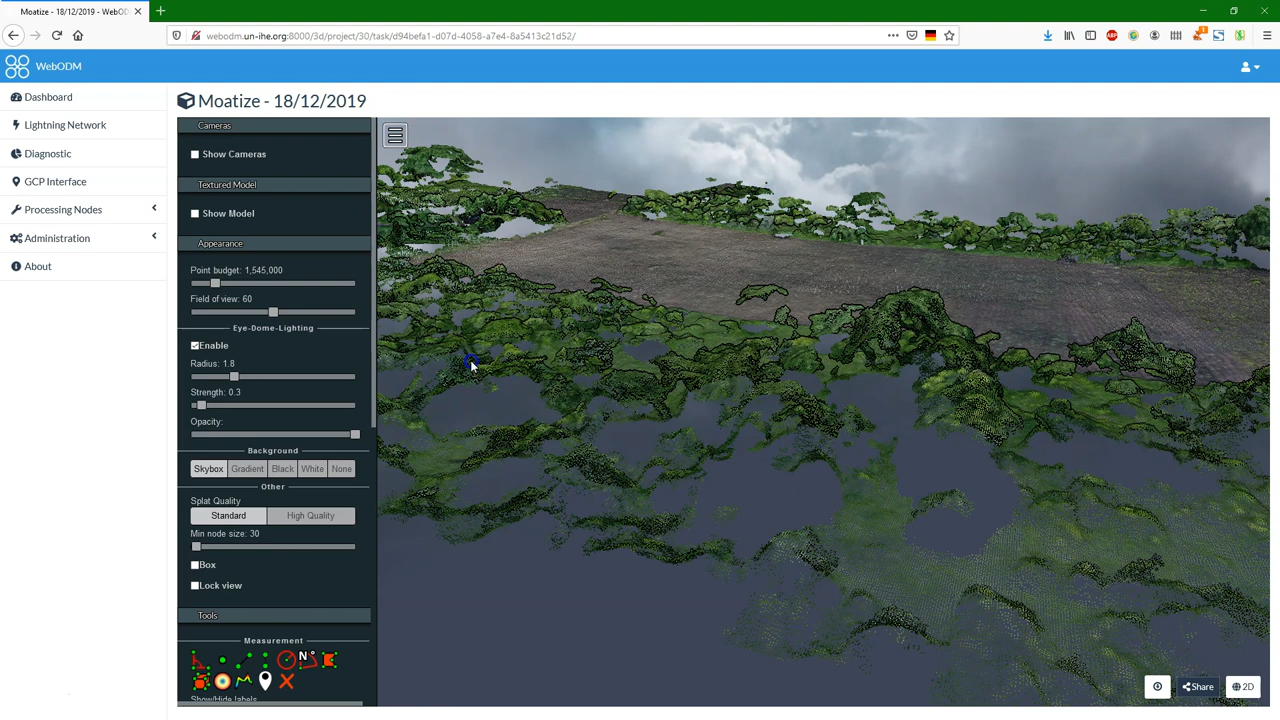 Moatize - 18/12/2019 - WebOD
webodm.un-ihe.org:8000/3d/project/30/task/d94befa1-d07d-4058-a7e4-8a5413c21d52/
ABP
1
WebODM
Dashboard
Lightning Network
Diagnostic
GCP Interface
Processing Nodes
Administration
About
Moatize - 18/12/2019
Cameras
Show Cameras
Textured Model
Show Model
Appearance
Point budget: 1,545,000
Field of view: 60
Eye-Dome-Lighting
Enable
Radius: 1.8
Strength: 0.3
Opacity:
Background
Skybox Gradient Black White None
Other
Splat Quality
Standard High Quality
Min node size: 30
Box
Lock view
Tools
Measurement
N°
Show/Hide labels
Share
2D